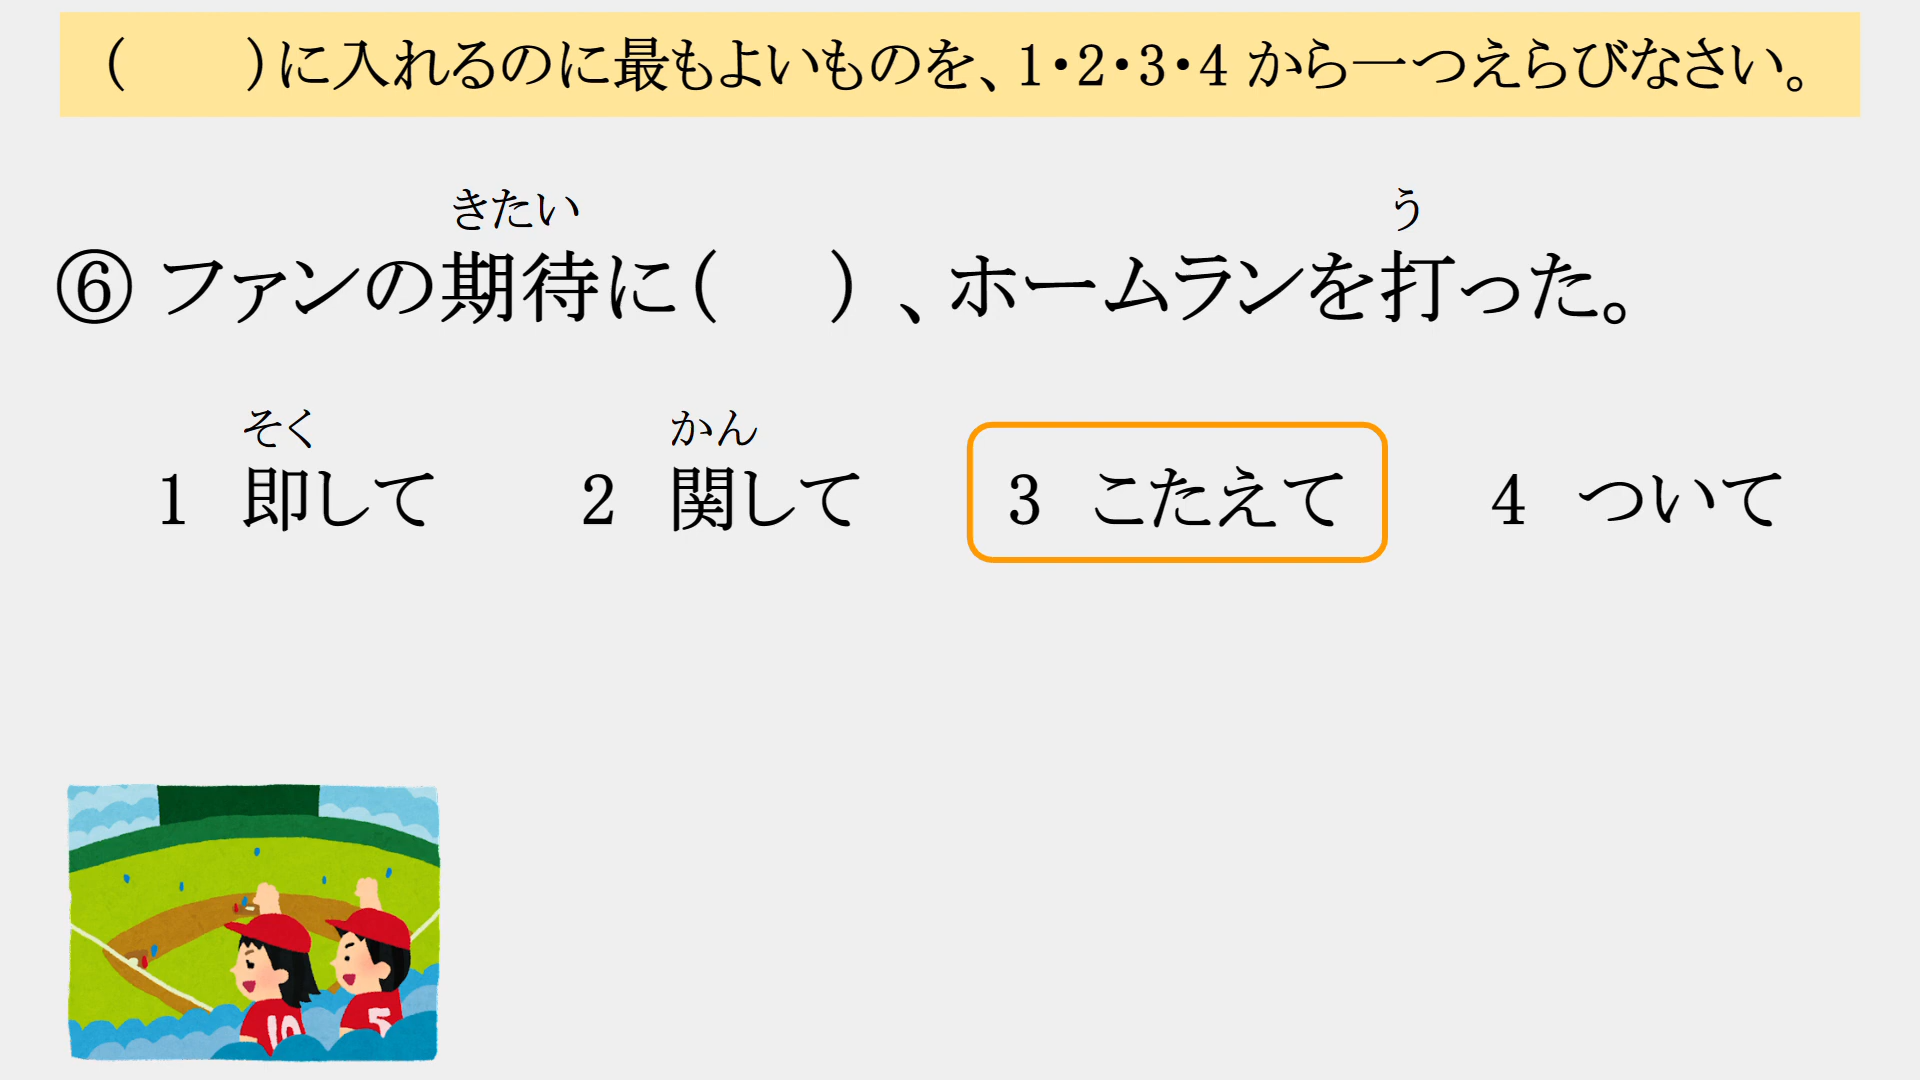 (　　)に入れるのに最もよいものを、1・2・3・4 から一つえらびなさい。
きたい　う
⑥ ファンの期待に(　　)、ホームランを打った。
そく　かん
1 即して　2 関して　3 こたえて　4 ついて
10 5